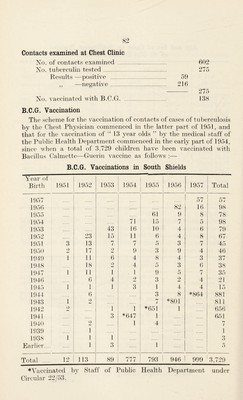 82
Contacts examined at Chest Clinic
No. of contacts examined 602
No. tuberculin tested 275
Results —positive 59
„ —negative 216
275
No. vaccinated with B.C.G. 138
B.C.G. Vaccination
The scheme for the vaccination of contacts of cases of tuberculosis
by the Chest Physician commenced in the latter part of 1951, and
that for the vaccination of " 13 year olds " by the medical staff of
the Public Health Department commenced in the early part of 1954,
since when a total of 3,729 children have been vaccinated with
Bacillus Calmette—Guerin vaccine as follows :—
B.C.G. Vaccinations in South Shields
Year of
Birth 1951 1952 1953 1954 1955 1956 1957 Total
1957 57 57
1956 82 16 98
1955 61 9 8 78
1954 71 15 7 5 98
1953 43 16 10 4 6 79
1952 23 15 11 6 4 8 67
1951 3 13 7 7 5 3 7 45
1950 2 17 2 9 3 9 4 46
1949 1 11 6 4 8 4 3 37
1948 18 2 4 5 3 6 38
1947 1 11 1 1 9 5 7 35
1946 6 4 2 3 2 4 21
1945 1 1 1 3 1 4 4 15
1944 6 3 8 *864 881
1943 1 2 7 *801 811
1942 2 1 1 *651 1 656
1941 3 *647 1 651
1940 2 1 4 7
1939 1 1
1938 1 1 1 3
Earlier 1 3 1 5
Total 12 113 89 777 793 946 999 3,729
*Vaccinated by Staff of Public Health Department under
Circular 22/53.